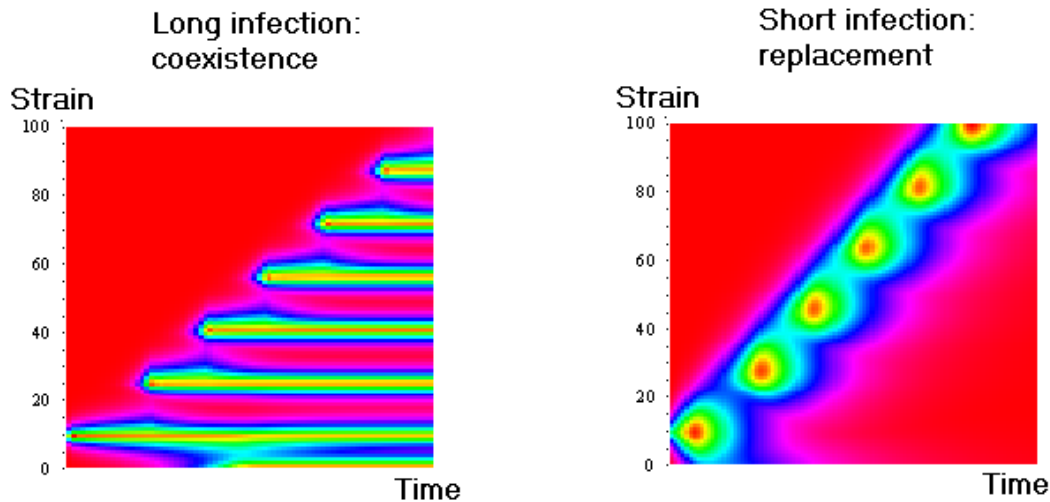 Long infection:
coexistence
Strain
100
80
60
40
20
0
Time
Short infection:
replacement
Strain
100
80
60
40
20
0
Time